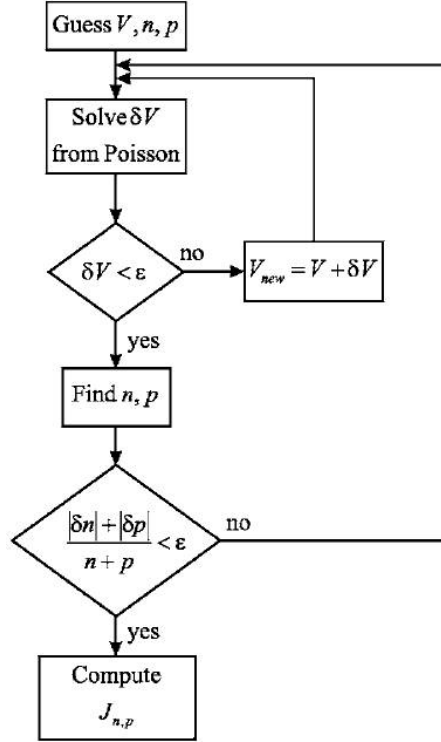 Guess V, n, p
Solve δV
from Poisson
δV < ε
no
V_new = V + δV
yes
Find n, p
|δn| + |δp|
n + p
< ε
no
yes
Compute
J_n,p